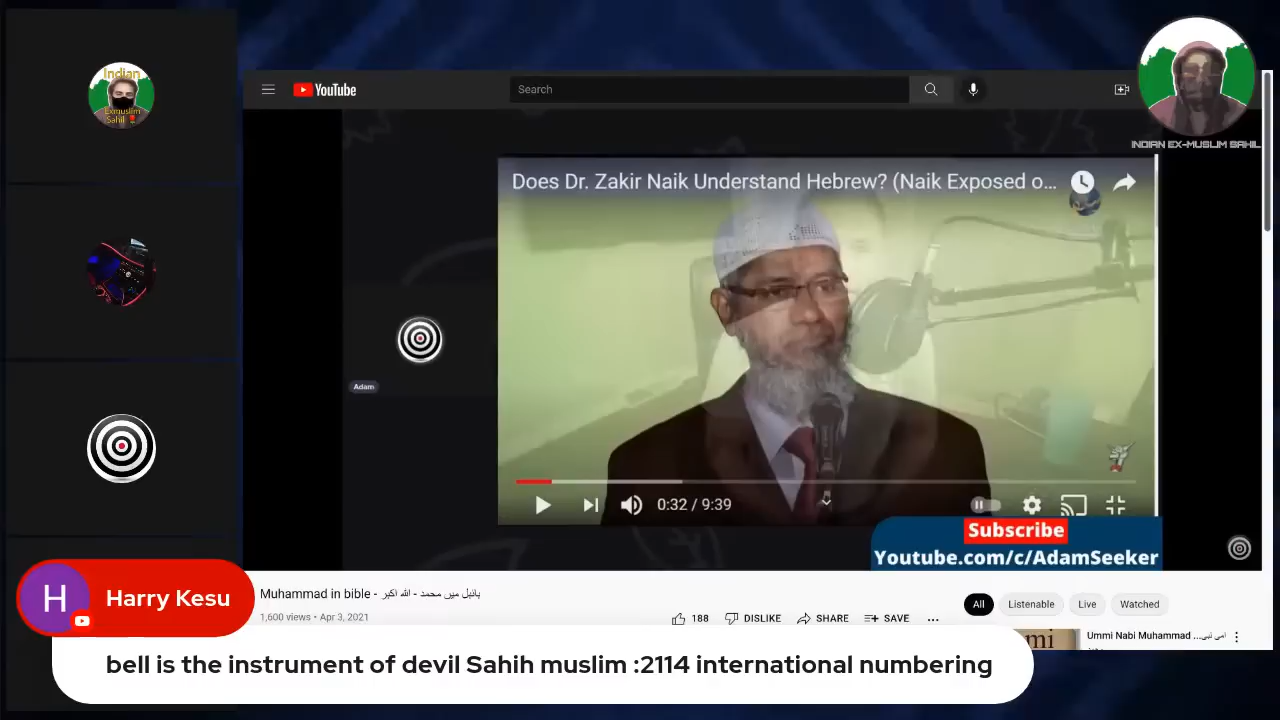 Indian
Exmuslim
Sahil
YouTube
Search
INDIAN EX-MUSLIM SAHIL
Does Dr. Zakir Naik Understand Hebrew? (Naik Exposed o...
Adam
0:32 / 9:39
Subscribe
Youtube.com/c/AdamSeeker
Muhammad in bible - بائبل میں محمد - الله اکبر
1,600 views • Apr 3, 2021
188 DISLIKE SHARE SAVE ...
All Listenable Live Watched
Ummi Nabi Muhammad ...امی نبی
H Harry Kesu
bell is the instrument of devil Sahih muslim :2114 international numbering